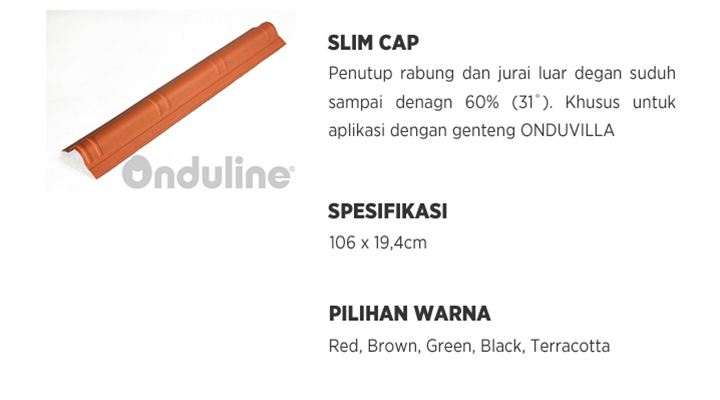 SLIM CAP
Penutup rabung dan jurai luar degan suduh
sampai denagn 60% (31°). Khusus untuk
aplikasi dengan genteng ONDUVILLA
Onduline®
SPESIFIKASI
106 x 19,4cm
PILIHAN WARNA
Red, Brown, Green, Black, Terracotta